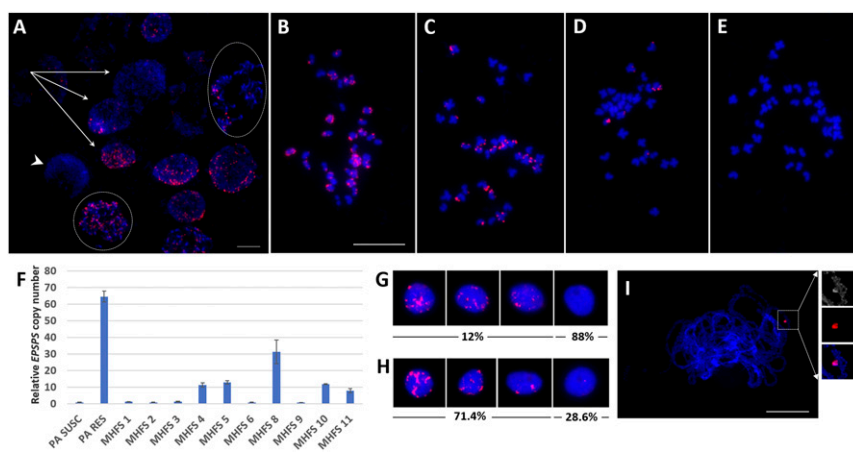 A
B
C
D
E
F
Relative EPSPS copy number
80
70
60
50
40
30
20
10
0
PA SUSC
PA RES
MHFS 1
MHFS 2
MHFS 3
MHFS 4
MHFS 5
MHFS 6
MHFS 8
MHFS 9
MHFS 10
MHFS 11
G
12%
88%
H
71.4%
28.6%
I